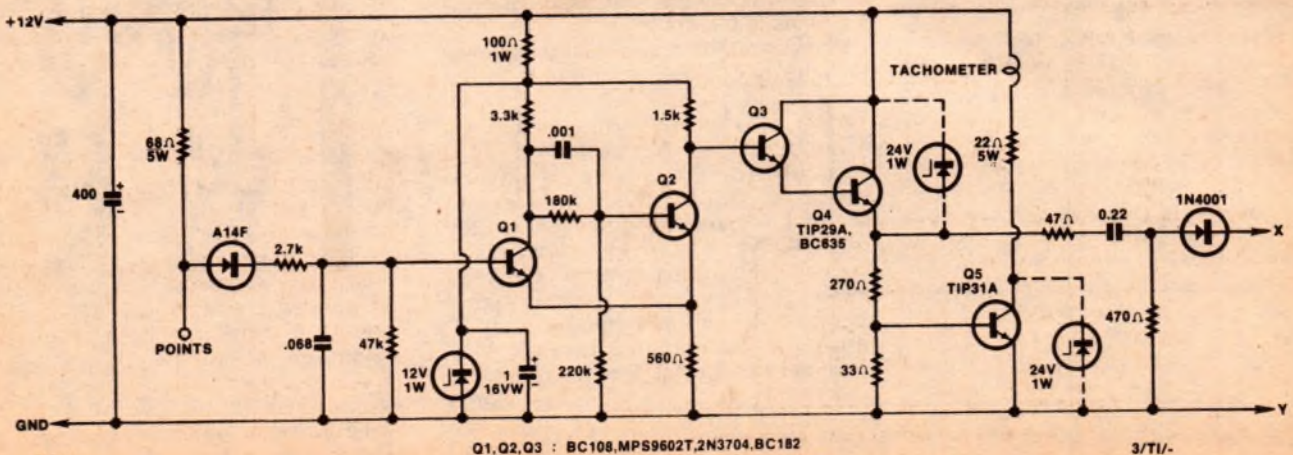 +12V
100Ω
1W
TACHOMETER
3.3k
1.5k
Q3
68Ω
5W
.001
24V
1W
22Ω
5W
400
+
-
Q2
180k
Q4
TIP29A,
BC635
1N4001
A14F
2.7k
Q1
47Ω
0.22
X
270Ω
Q5
TIP31A
POINTS
.068
47k
12V
1W
+
1
-
16VW
220k
560Ω
33Ω
24V
1W
470Ω
GND
Y
Q1,Q2,Q3 : BC108,MPS9602T,2N3704,BC182
3/TI/-